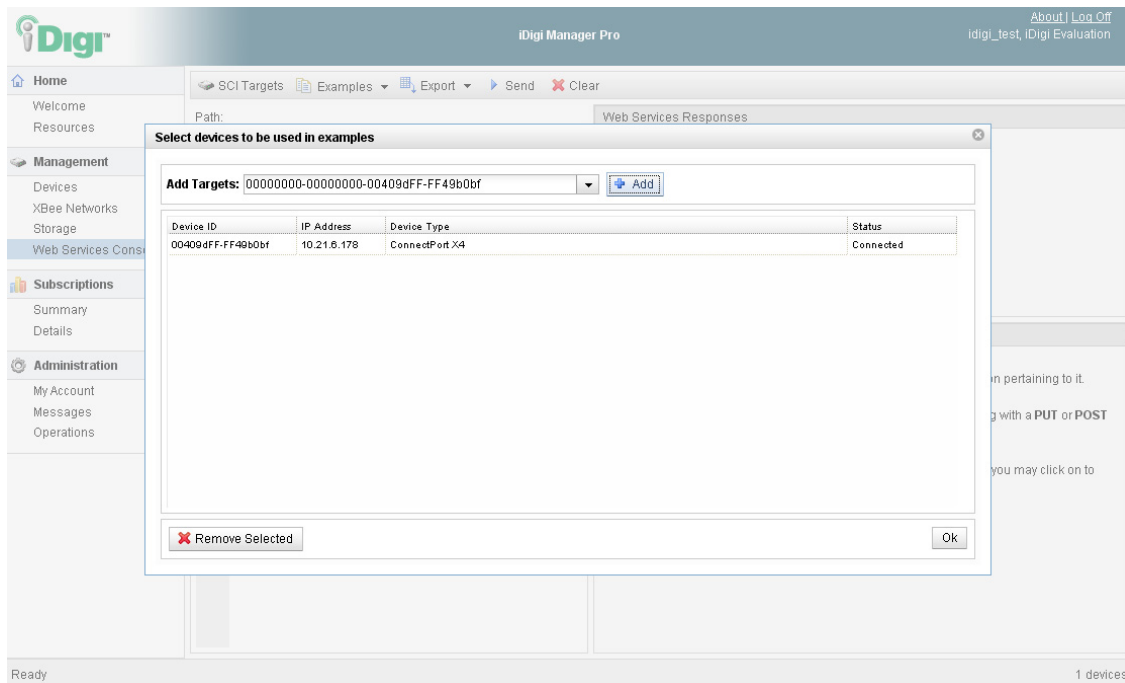 About | Log Off
iDigi™
iDigi Manager Pro
idigi_test, iDigi Evaluation
Home
Welcome
Resources
Management
Devices
XBee Networks
Storage
Web Services Cons
Subscriptions
Summary
Details
Administration
My Account
Messages
Operations
SCI Targets Examples Export Send Clear
Path:
Web Services Responses
Select devices to be used in examples
Add Targets: 00000000-00000000-00409dFF-FF49b0bf Add
Device ID IP Address Device Type Status
00409dFF-FF49b0bf 10.21.6.178 ConnectPort X4 Connected
Remove Selected
Ok
on pertaining to it.
g with a PUT or POST
you may click on to
Ready
1 devices